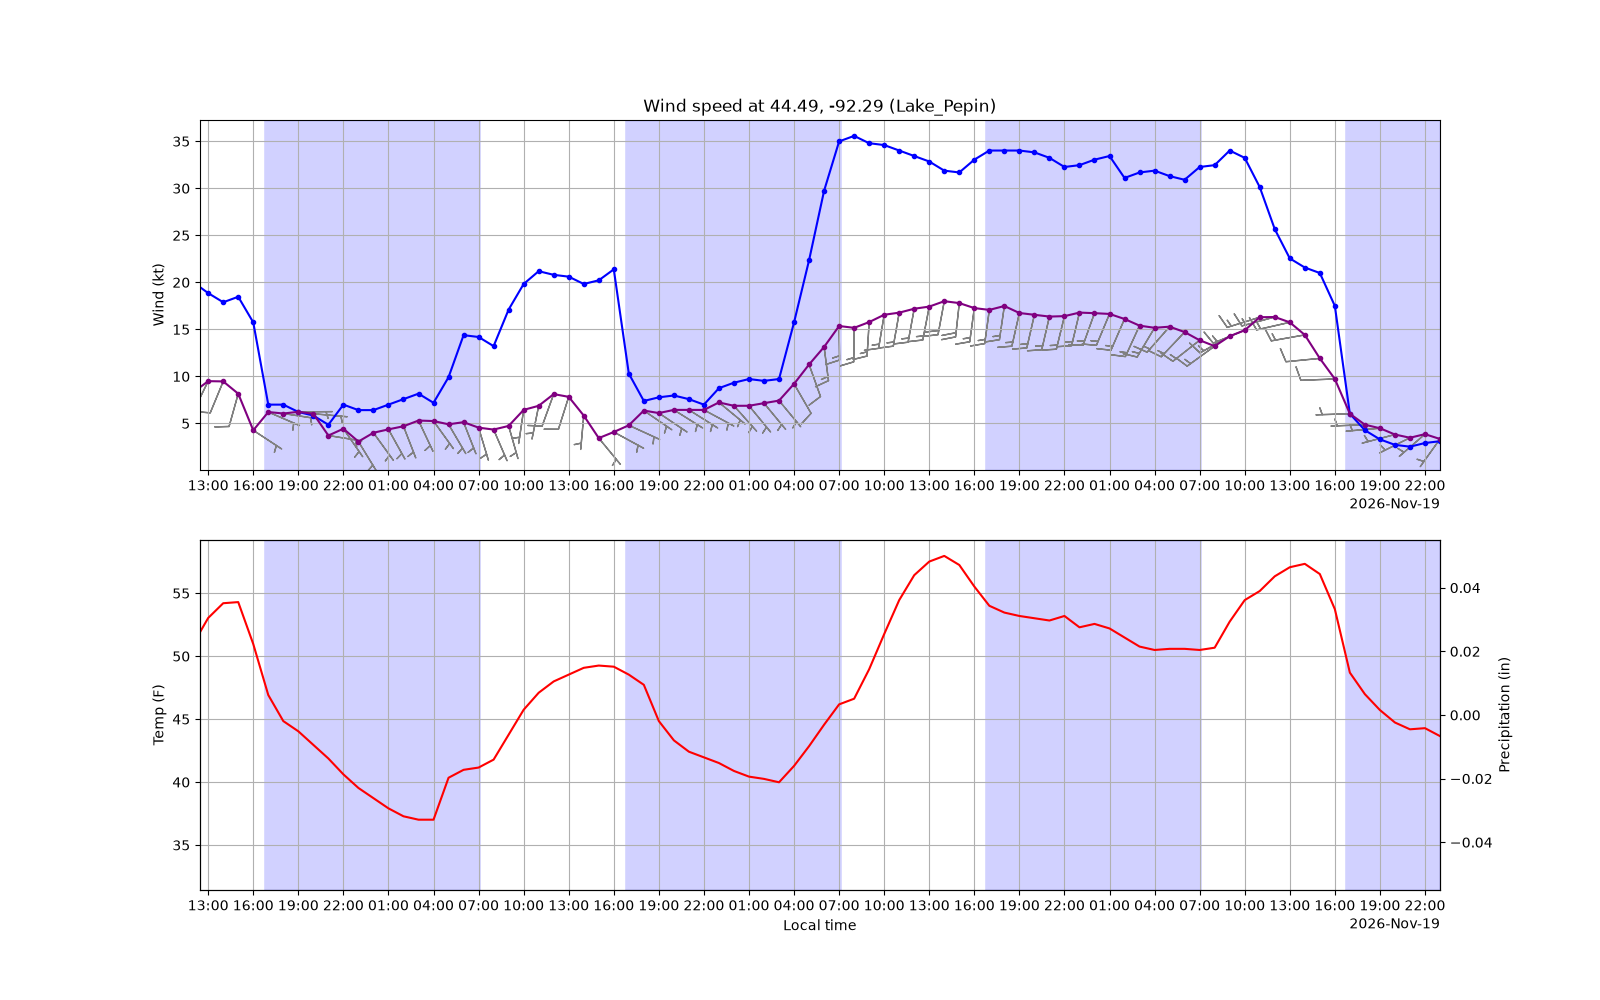 Wind speed at 44.49, -92.29 (Lake_Pepin)
Wind (kt)
35
30
25
20
15
10
5
13:00 16:00 19:00 22:00 01:00 04:00 07:00 10:00 13:00 16:00 19:00 22:00 01:00 04:00 07:00 10:00 13:00 16:00 19:00 22:00 01:00 04:00 07:00 10:00 13:00 16:00 19:00 22:00
2026-Nov-19
Temp (F)
55
50
45
40
35
0.04
0.02
0.00
−0.02
−0.04
Precipitation (in)
13:00 16:00 19:00 22:00 01:00 04:00 07:00 10:00 13:00 16:00 19:00 22:00 01:00 04:00 07:00 10:00 13:00 16:00 19:00 22:00 01:00 04:00 07:00 10:00 13:00 16:00 19:00 22:00
Local time
2026-Nov-19